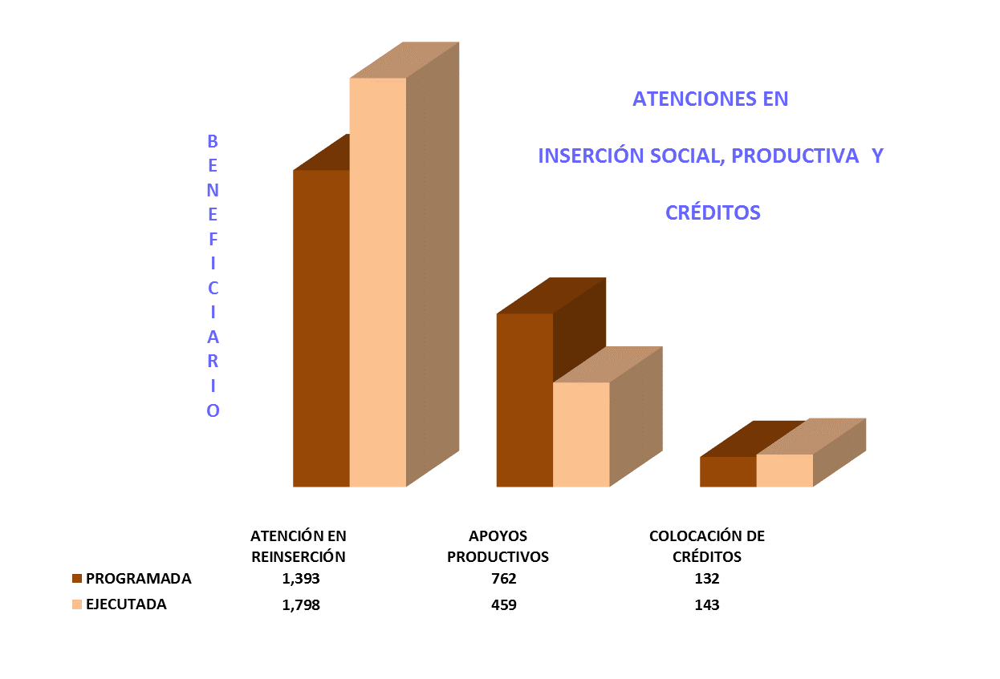 ATENCIONES EN
INSERCIÓN SOCIAL, PRODUCTIVA Y
CRÉDITOS
B
E
N
E
F
I
C
I
A
R
I
O
ATENCIÓN EN REINSERCIÓN
APOYOS PRODUCTIVOS
COLOCACIÓN DE CRÉDITOS
PROGRAMADA 1,393 762 132
EJECUTADA 1,798 459 143